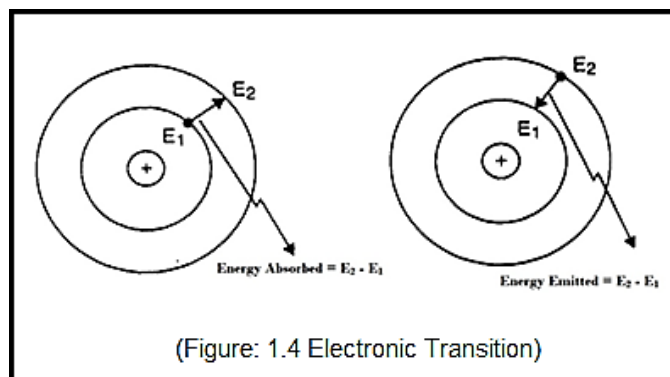 E₂
E₁
+
Energy Absorbed = E₂ - E₁
E₂
E₁
+
Energy Emitted = E₂ - E₁
(Figure: 1.4 Electronic Transition)